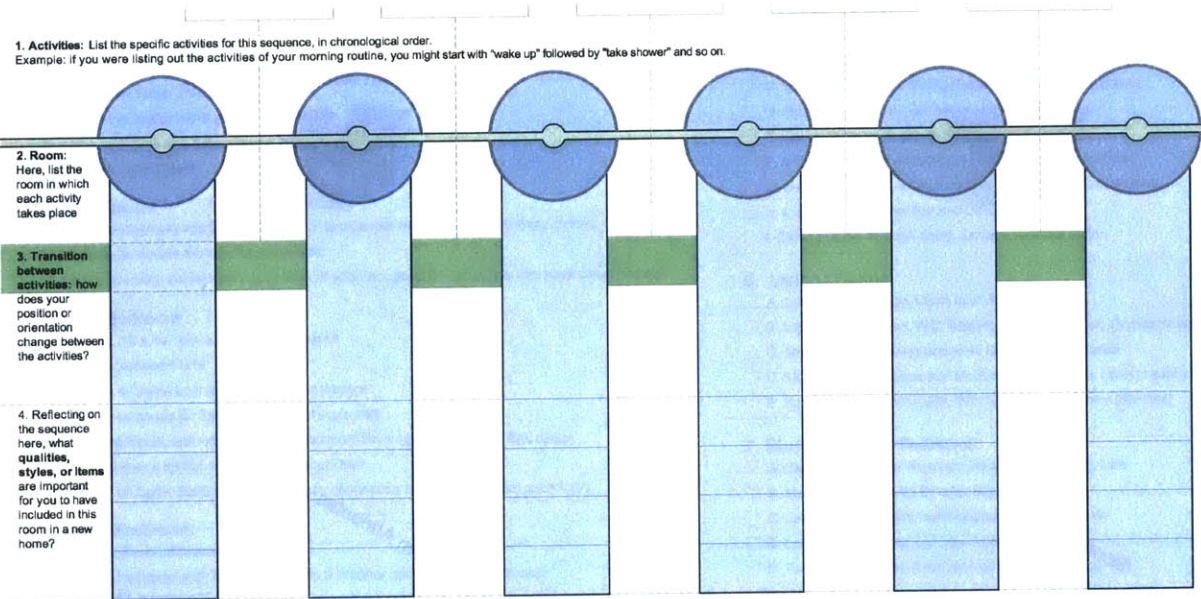 1. Activities: List the specific activities for this sequence, in chronological order.
Example: if you were listing out the activities of your morning routine, you might start with "wake up" followed by "take shower" and so on.
2. Room:
Here, list the
room in which
each activity
takes place
3. Transition
between
activities: how
does your
position or
orientation
change between
the activities?
4. Reflecting on
the sequence
here, what
qualities,
styles, or items
are important
for you to have
included in this
room in a new
home?